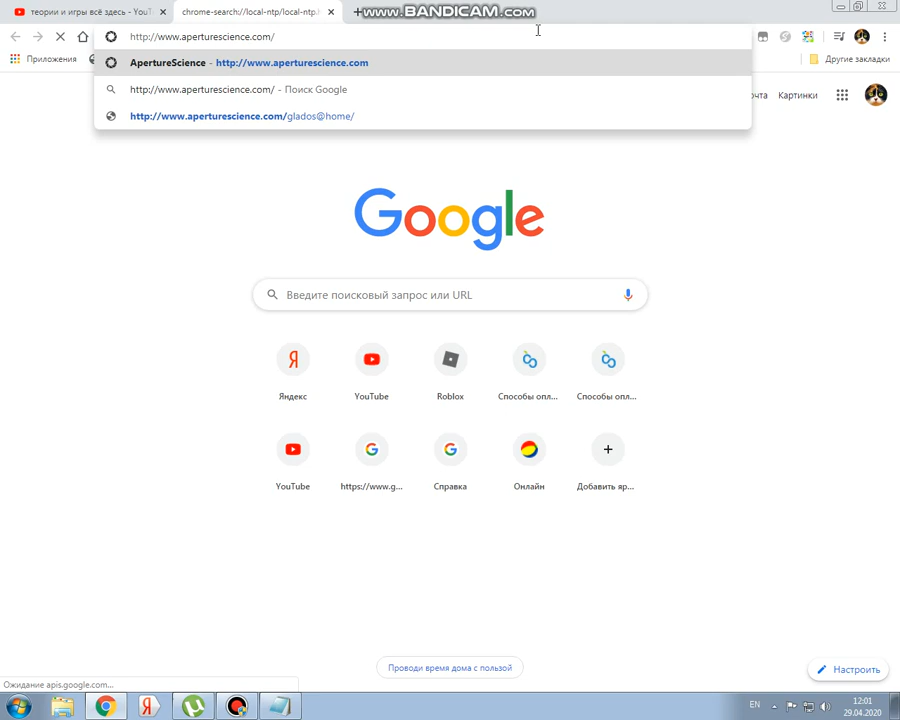 теории и игры всё здесь - YouT
chrome-search://local-ntp/local-ntp.
WWW.BANDICAM.COM
http://www.aperturescience.com/
ApertureScience - http://www.aperturescience.com
http://www.aperturescience.com/ - Поиск Google
http://www.aperturescience.com/glados@home/
Приложения
Другие закладки
очта
Картинки
Google
Введите поисковый запрос или URL
Яндекс
YouTube
Roblox
Способы опл...
Способы опл...
YouTube
https://www.g...
Справка
Онлайн
Добавить яр...
Проводи время дома с пользой
Настроить
Ожидание apis.google.com...
EN
12:01
29.04.2020